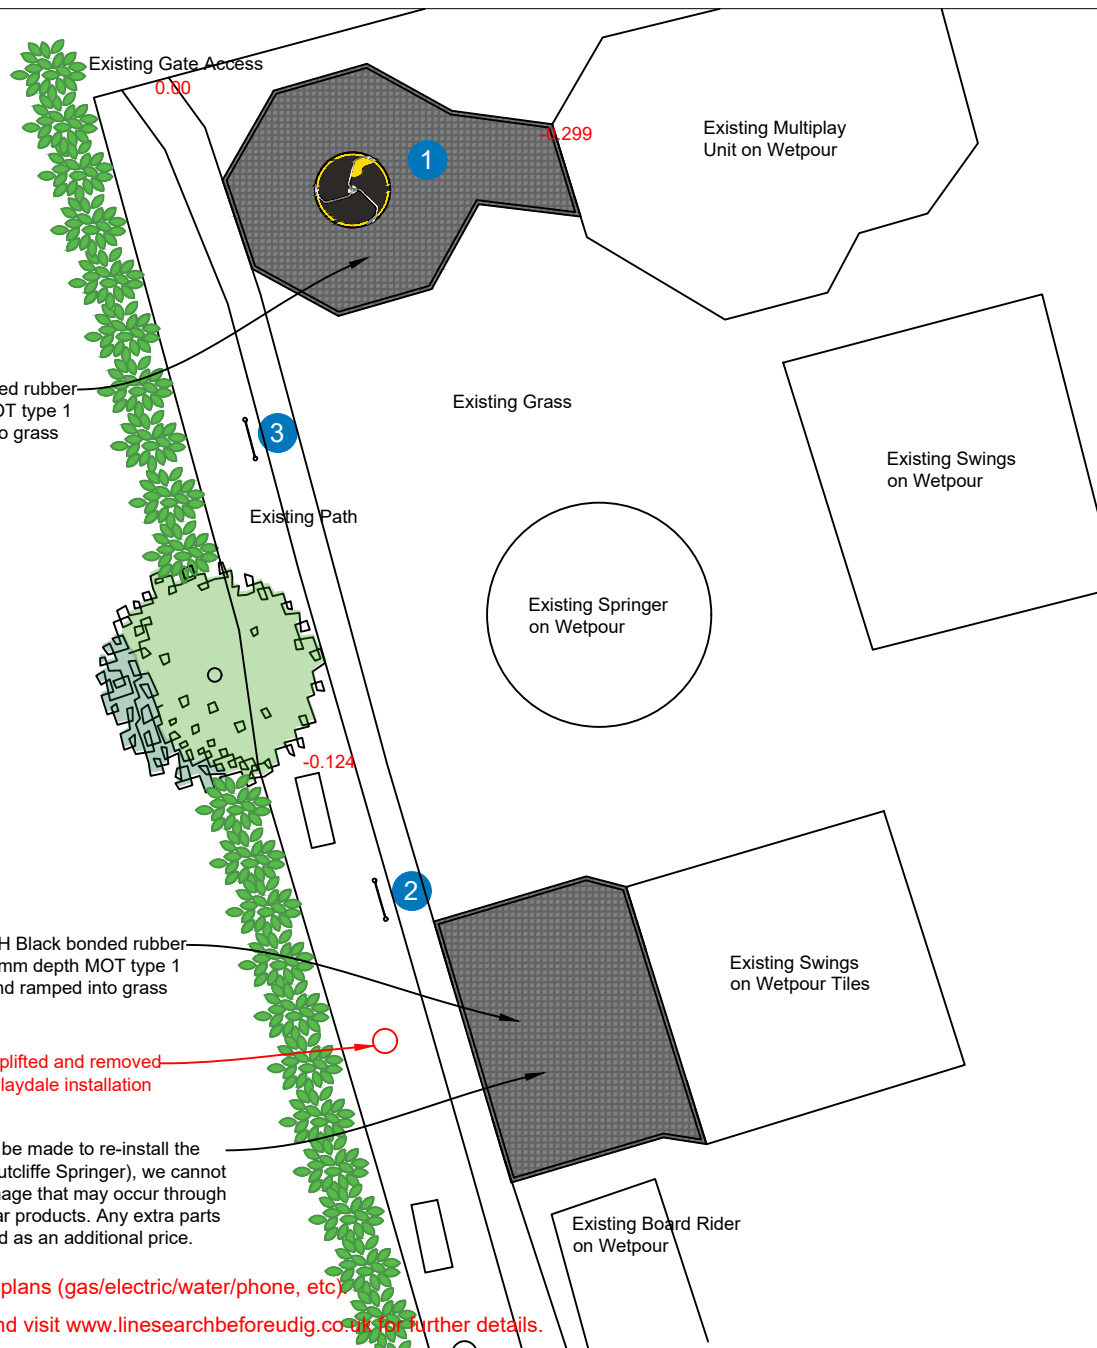 Existing Gate Access
0.00
-0.299
1
Existing Multiplay
Unit on Wetpour
ed rubber
OT type 1
o grass
Existing Grass
3
Existing Swings
on Wetpour
Existing Path
Existing Springer
on Wetpour
-0.124
2
H Black bonded rubber
mm depth MOT type 1
nd ramped into grass
Existing Swings
on Wetpour Tiles
plifted and removed
laydale installation
be made to re-install the
utcliffe Springer), we cannot
mage that may occur through
ar products. Any extra parts
d as an additional price.
Existing Board Rider
on Wetpour
plans (gas/electric/water/phone, etc).
nd visit www.linesearchbeforeudig.co.uk for further details.